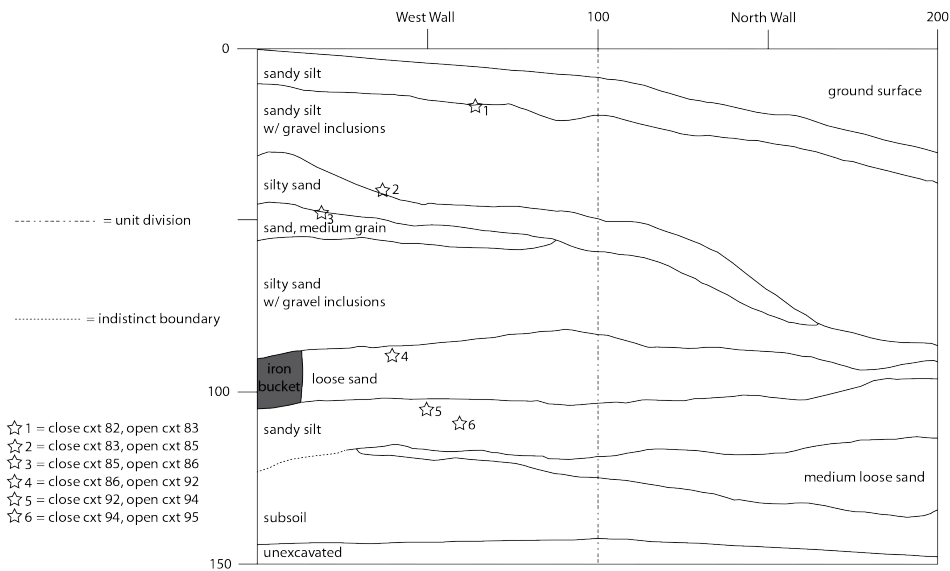 West Wall
100
North Wall
200
0
sandy silt
ground surface
sandy silt
w/ gravel inclusions
1
silty sand
2
3
= unit division
sand, medium grain
silty sand
w/ gravel inclusions
= indistinct boundary
4
iron
bucket
loose sand
100
5
6
sandy silt
1 = close cxt 82, open cxt 83
2 = close cxt 83, open cxt 85
3 = close cxt 85, open cxt 86
4 = close cxt 86, open cxt 92
5 = close cxt 92, open cxt 94
6 = close cxt 94, open cxt 95
medium loose sand
subsoil
unexcavated
150